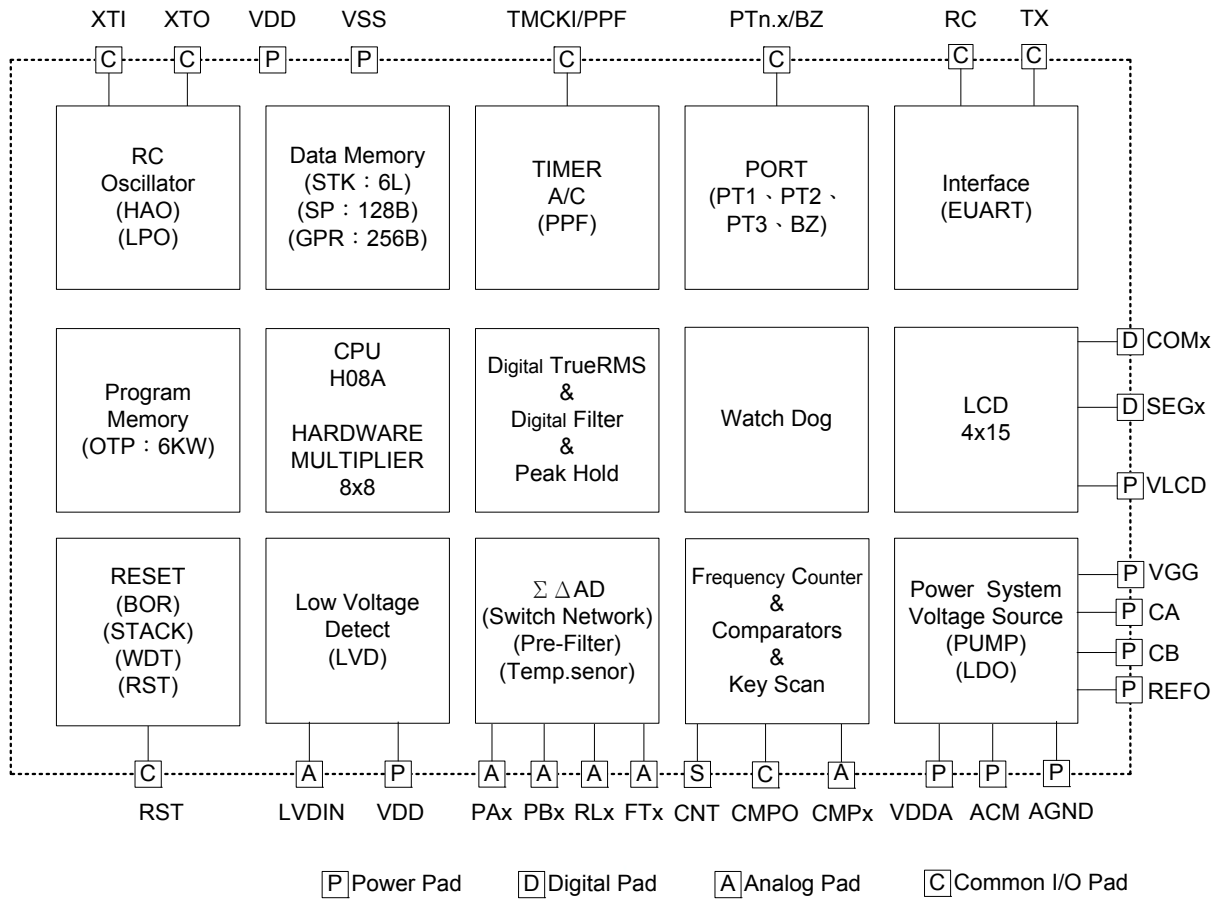 XTI XTO VDD VSS TMCKI/PPF PTn.x/BZ RC TX
C C P P C C C C
RC
Oscillator
(HAO)
(LPO)
Data Memory
(STK：6L)
(SP：128B)
(GPR：256B)
TIMER
A/C
(PPF)
PORT
(PT1、PT2、
PT3、BZ)
Interface
(EUART)
Program
Memory
(OTP：6KW)
CPU
H08A
HARDWARE
MULTIPLIER
8x8
Digital TrueRMS
&
Digital Filter
&
Peak Hold
Watch Dog
LCD
4x15
D COMx
D SEGx
P VLCD
RESET
(BOR)
(STACK)
(WDT)
(RST)
Low Voltage
Detect
(LVD)
Σ Δ AD
(Switch Network)
(Pre-Filter)
(Temp.senor)
Frequency Counter
&
Comparators
&
Key Scan
Power System
Voltage Source
(PUMP)
(LDO)
P VGG
P CA
P CB
P REFO
C A P A A A A S C A P P P
RST LVDIN VDD PAx PBx RLx FTx CNT CMPO CMPx VDDA ACM AGND
P Power Pad D Digital Pad A Analog Pad C Common I/O Pad